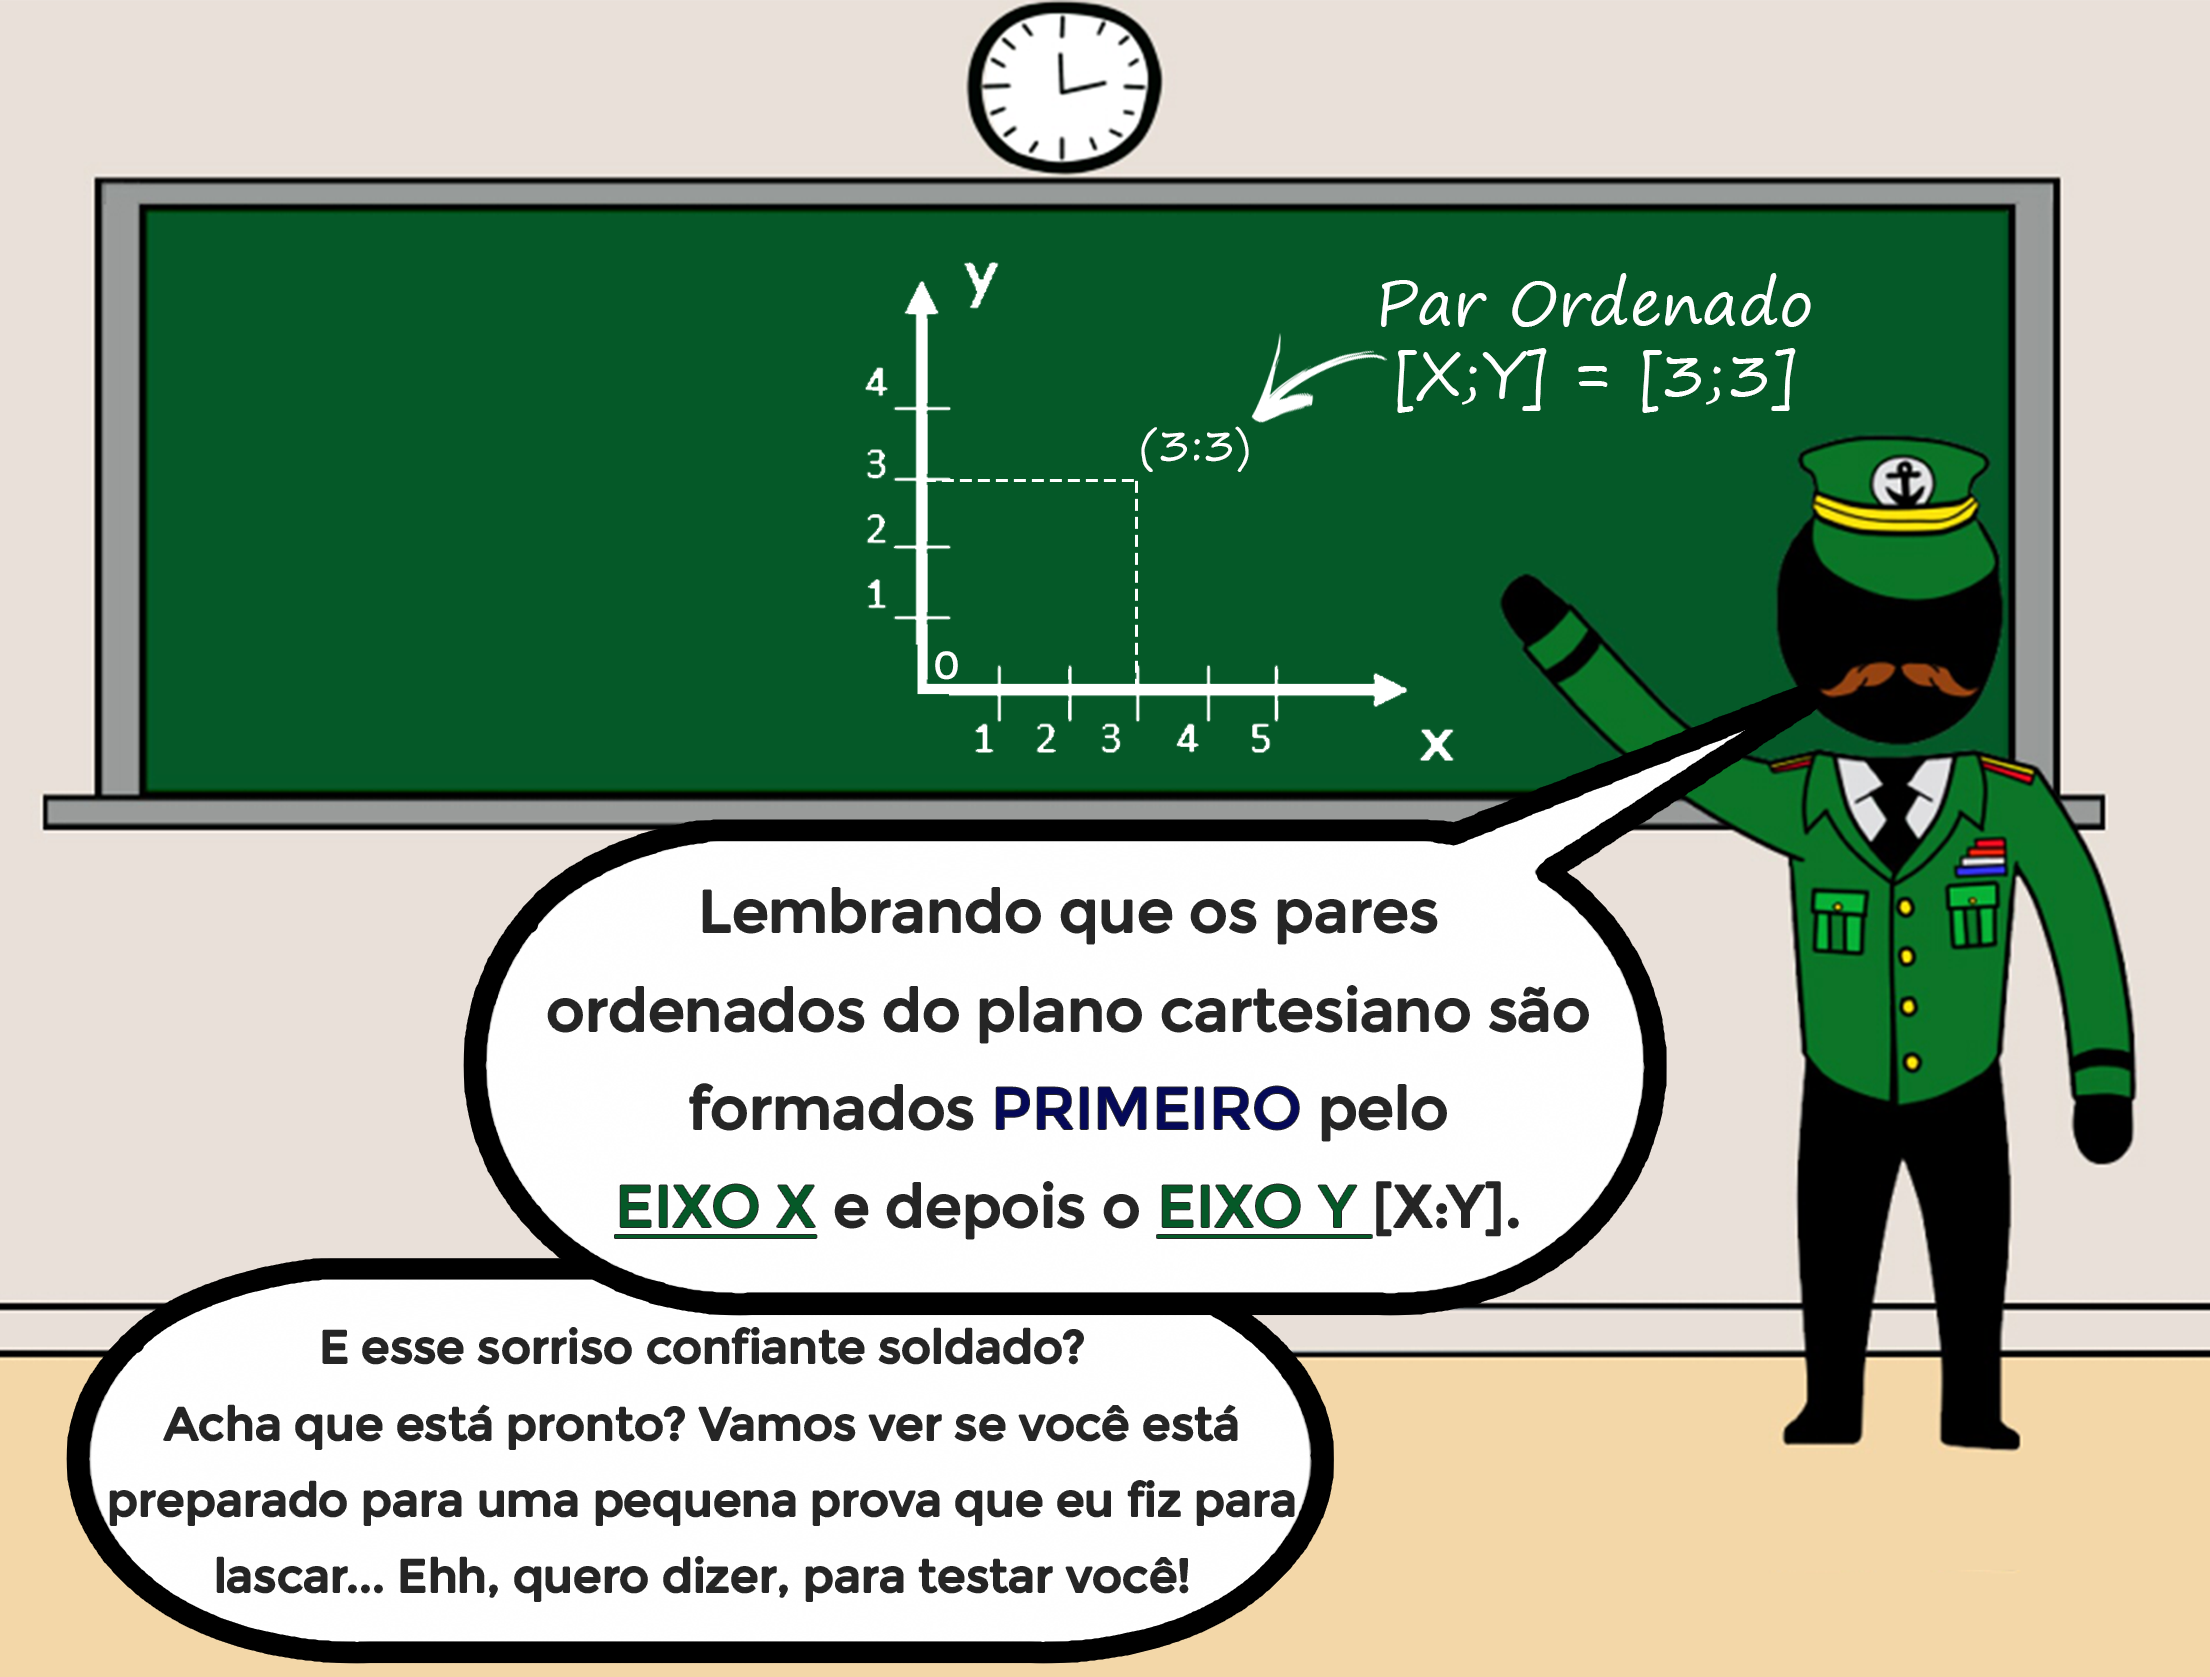 y
Par Ordenado
[X;Y] = [3;3]
4
(3:3)
3
2
1
0
1 2 3 4 5
x
Lembrando que os pares
ordenados do plano cartesiano são
formados PRIMEIRO pelo
EIXO X e depois o EIXO Y [X:Y].
E esse sorriso confiante soldado?
Acha que está pronto? Vamos ver se você está
preparado para uma pequena prova que eu fiz para
lascar... Ehh, quero dizer, para testar você!